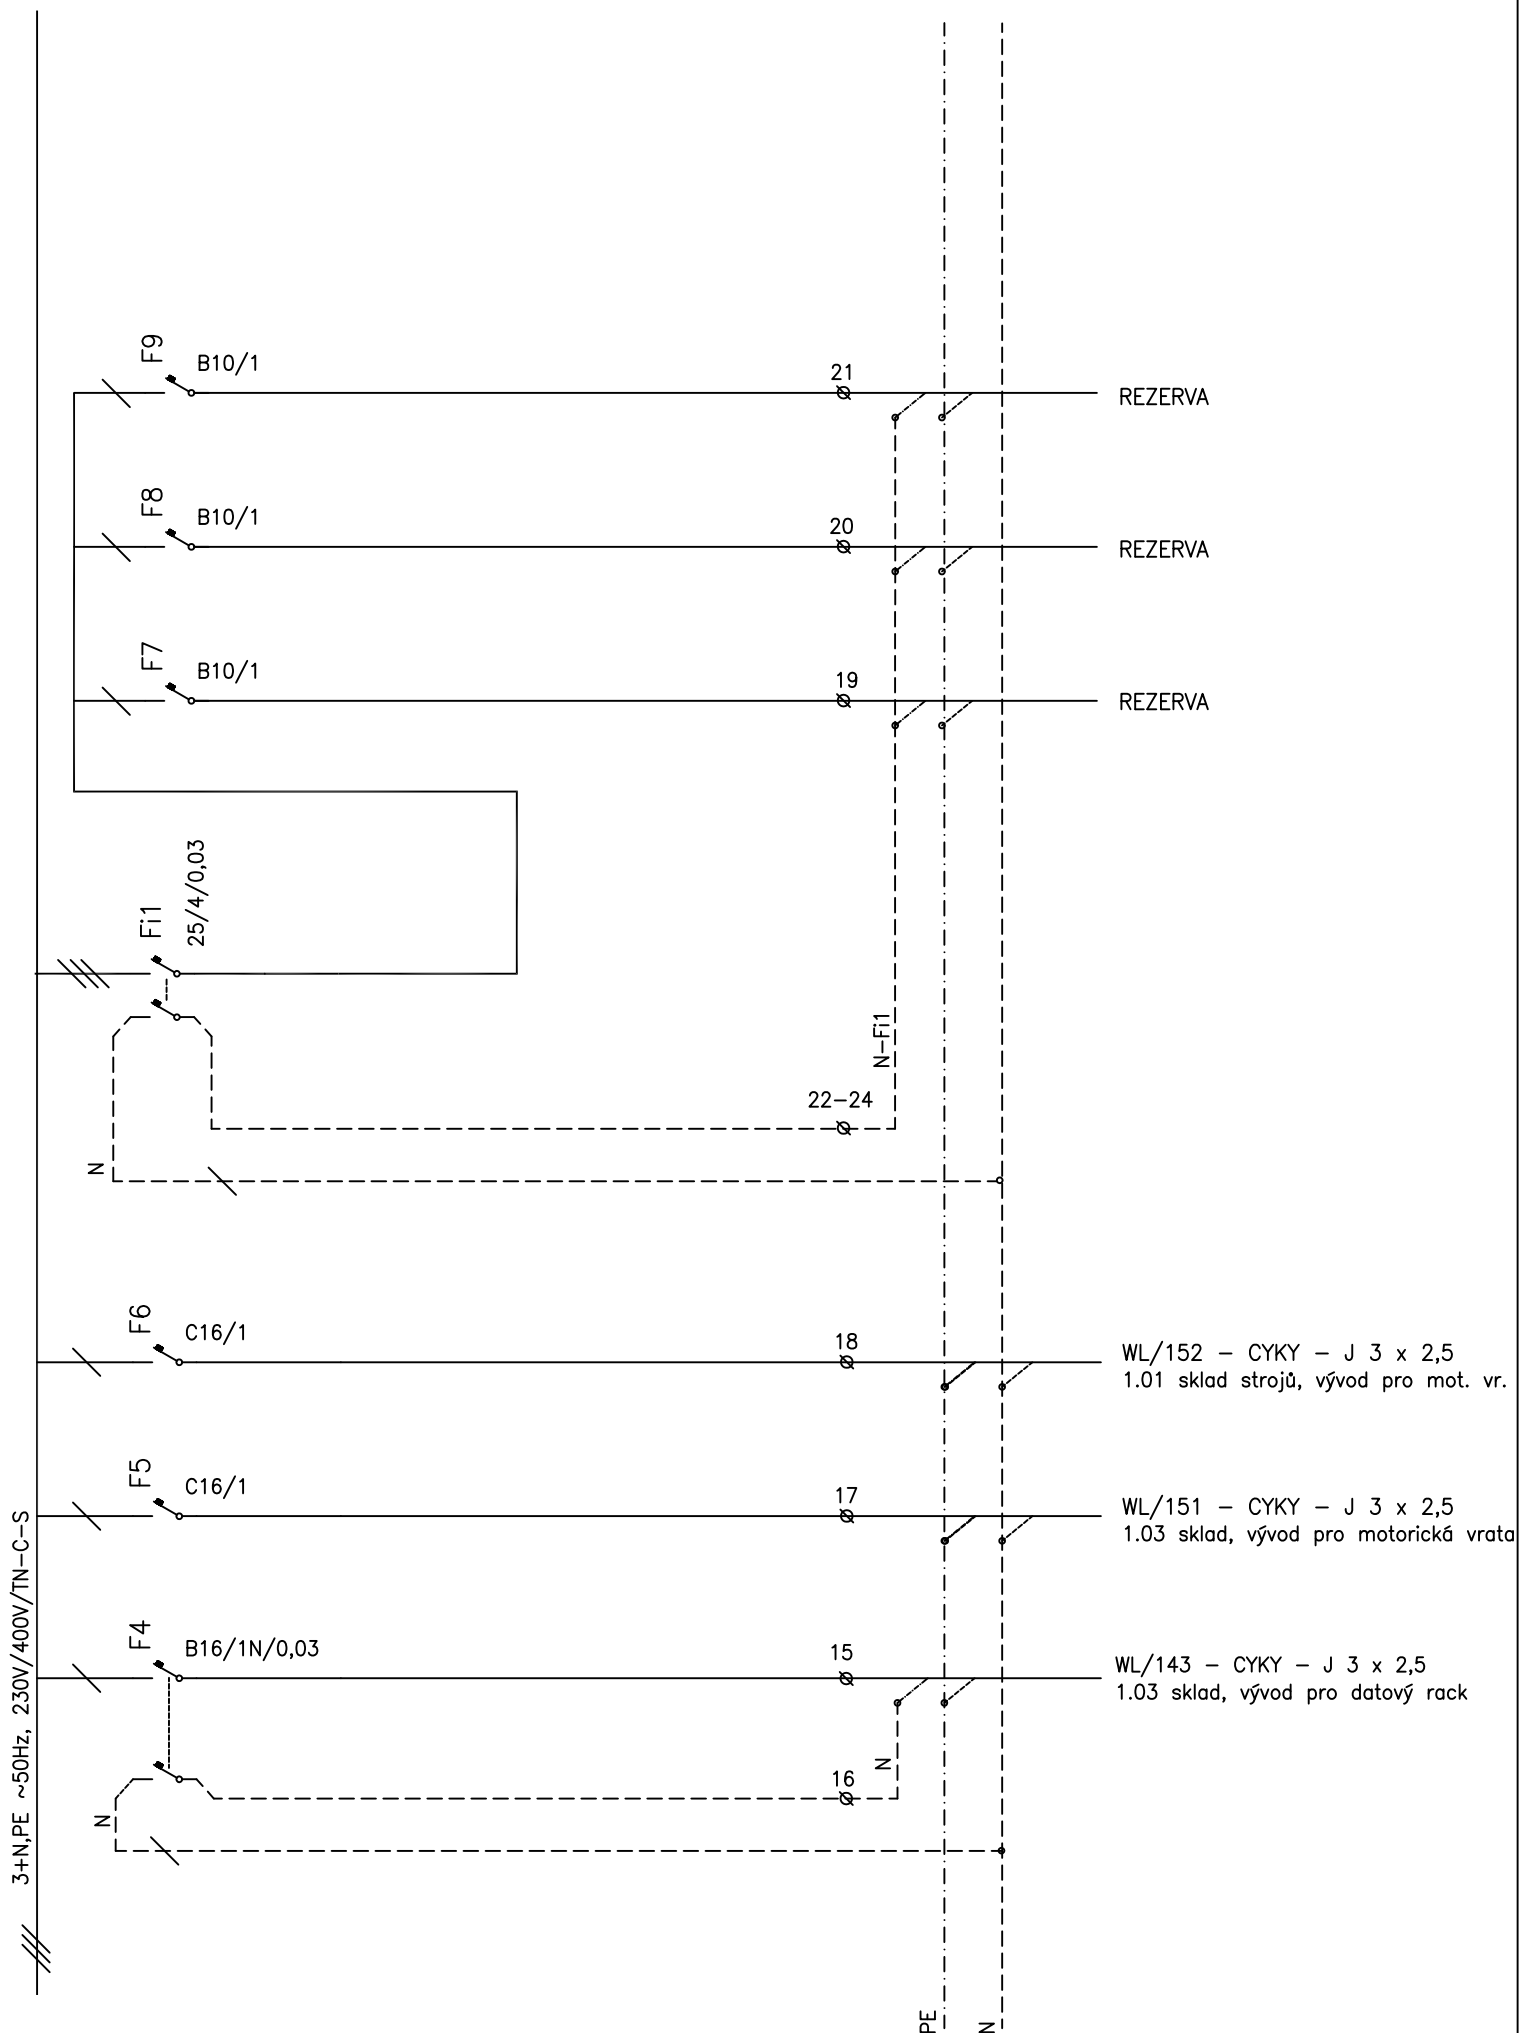 F9
B10/1
21
REZERVA
F8
B10/1
20
REZERVA
F7
B10/1
19
REZERVA
Fi1
25/4/0,03
N-Fi1
22-24
N
F6
C16/1
18
WL/152 - CYKY - J 3 x 2,5
1.01 sklad strojů, vývod pro mot. vr.
F5
C16/1
17
WL/151 - CYKY - J 3 x 2,5
1.03 sklad, vývod pro motorická vrata
F4
B16/1N/0,03
15
WL/143 - CYKY - J 3 x 2,5
1.03 sklad, vývod pro datový rack
N
16
N
3+N,PE ~50Hz, 230V/400V/TN-C-S
PE
N